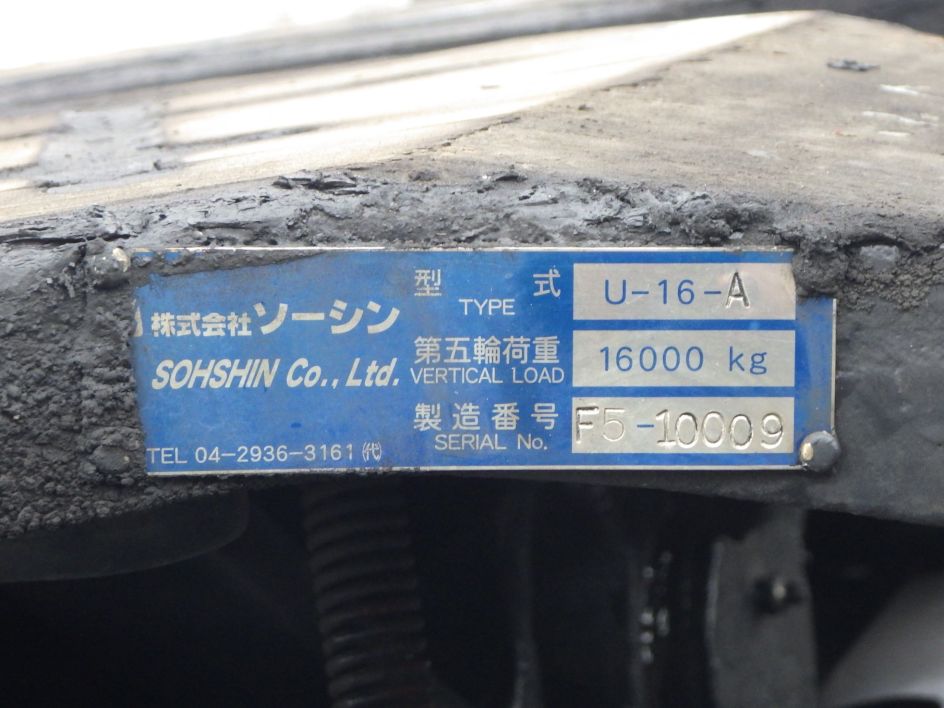 株式会社ソーシン
SOHSHIN Co., Ltd.
TEL 04-2936-3161 ㈹
型 式 U-16-A
TYPE
第五輪荷重 16000 kg
VERTICAL LOAD
製造番号 F5-10009
SERIAL No.